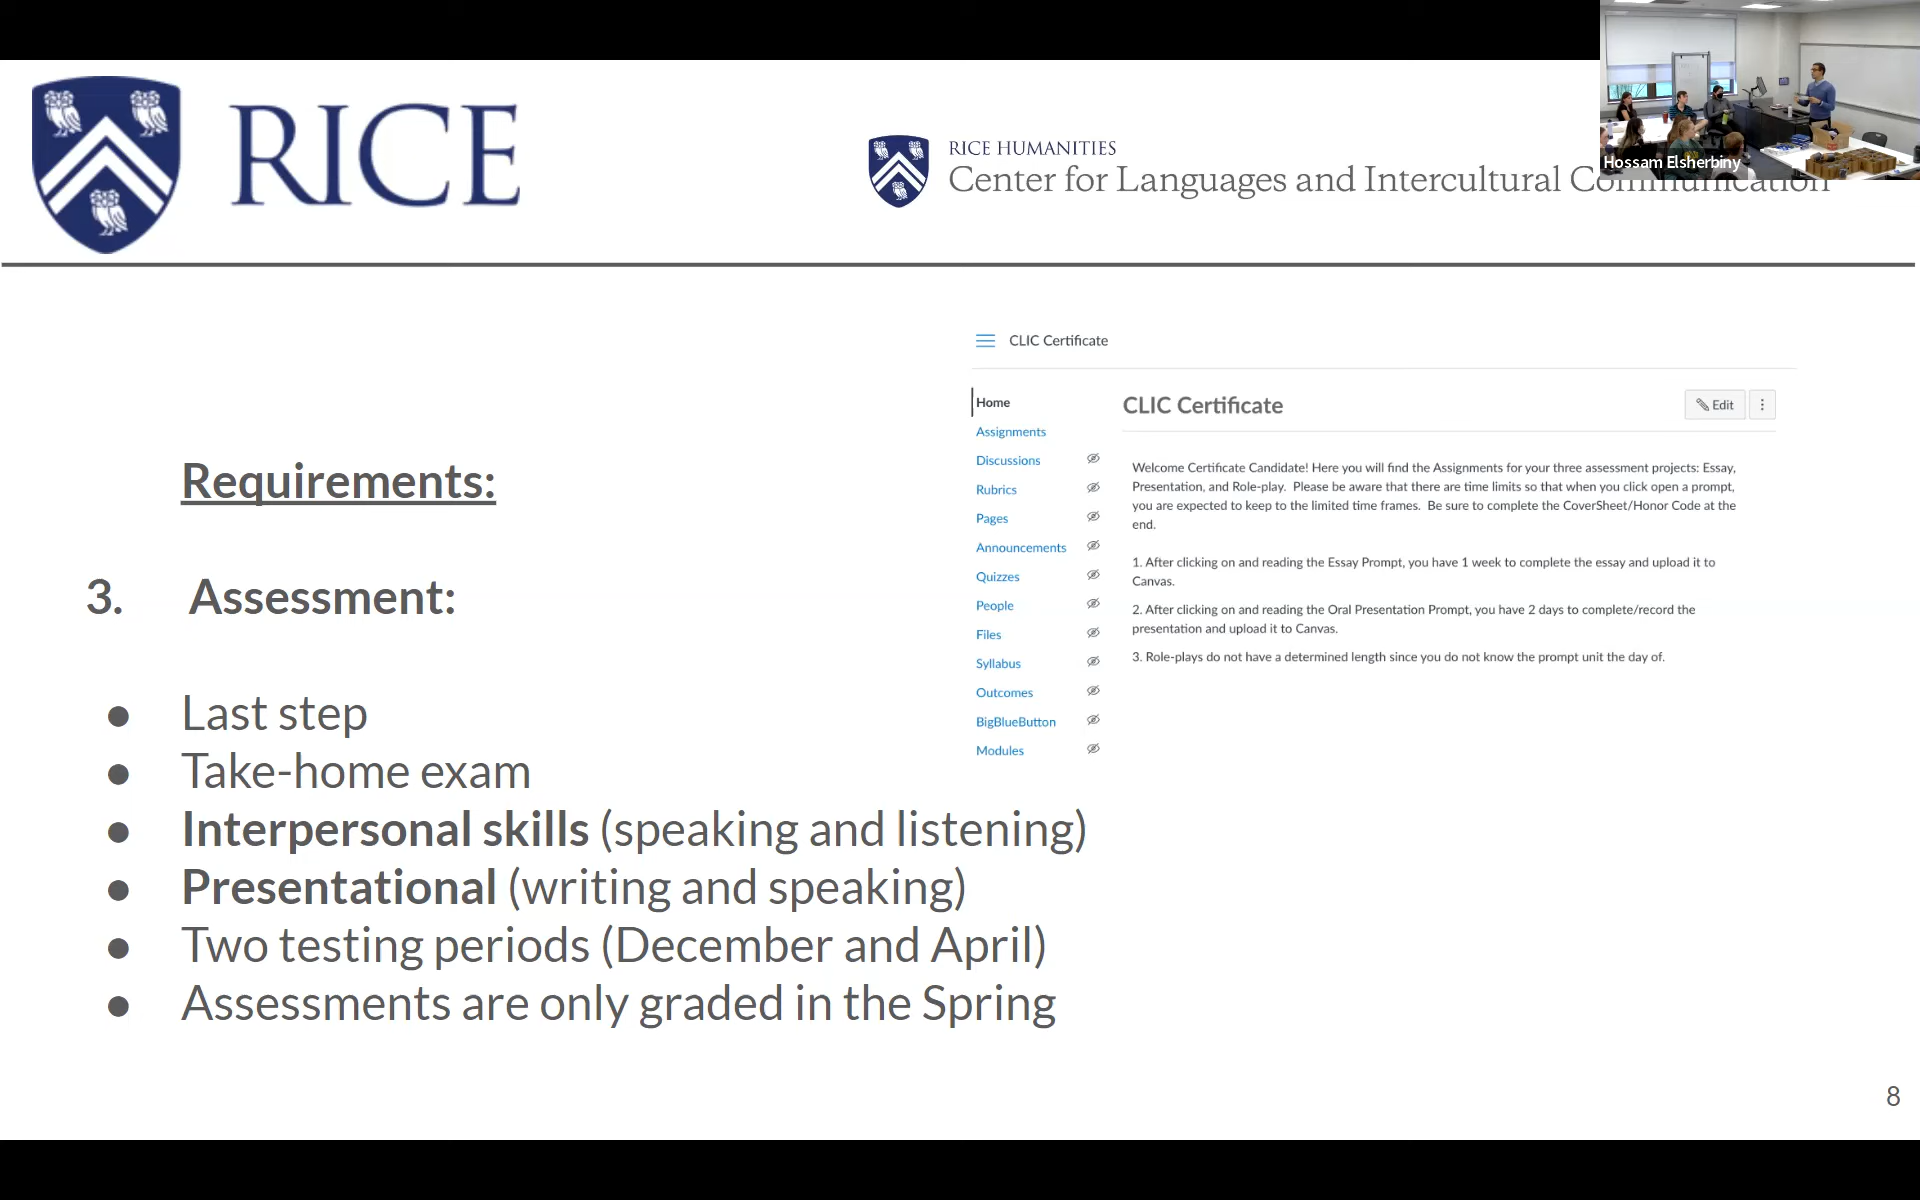 RICE
RICE HUMANITIES
Center for Languages and Intercultural Communication
Hossam Elsherbiny
CLIC Certificate
Home
Assignments
Discussions
Rubrics
Pages
Announcements
Quizzes
People
Files
Syllabus
Outcomes
BigBlueButton
Modules
CLIC Certificate
Edit
Welcome Certificate Candidate! Here you will find the Assignments for your three assessment projects: Essay,
Presentation, and Role-play. Please be aware that there are time limits so that when you click open a prompt,
you are expected to keep to the limited time frames. Be sure to complete the CoverSheet/Honor Code at the
end.
1. After clicking on and reading the Essay Prompt, you have 1 week to complete the essay and upload it to
Canvas.
2. After clicking on and reading the Oral Presentation Prompt, you have 2 days to complete/record the
presentation and upload it to Canvas.
3. Role-plays do not have a determined length since you do not know the prompt unit the day of.
Requirements:
3. Assessment:
● Last step
● Take-home exam
● Interpersonal skills (speaking and listening)
● Presentational (writing and speaking)
● Two testing periods (December and April)
● Assessments are only graded in the Spring
8